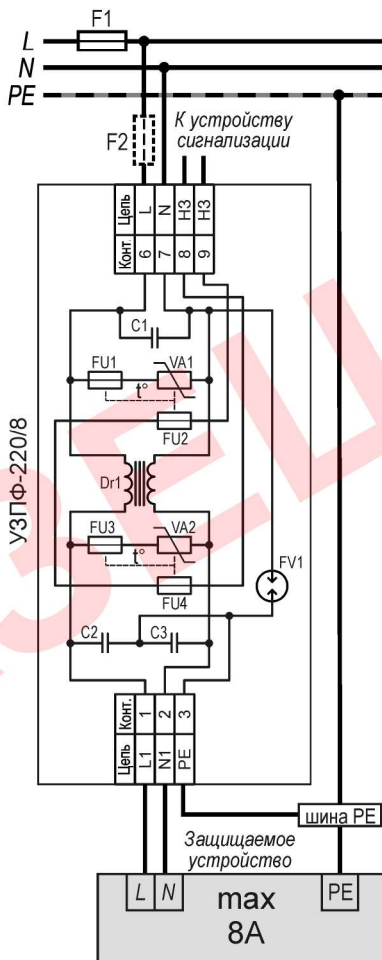 F1
L
N
PE
F2
К устройству
сигнализации
Цепь L N НЗ НЗ
Конт. 6 7 8 9
C1
FU1 VA1
t°
FU2
Dr1
УЗПФ-220/8
FU3 VA2
t°
FU4
FV1
C2 C3
Конт. 1 2 3
Цепь L1 N1 PE
шина PE
Защищаемое
устройство
L N PE
max
8A